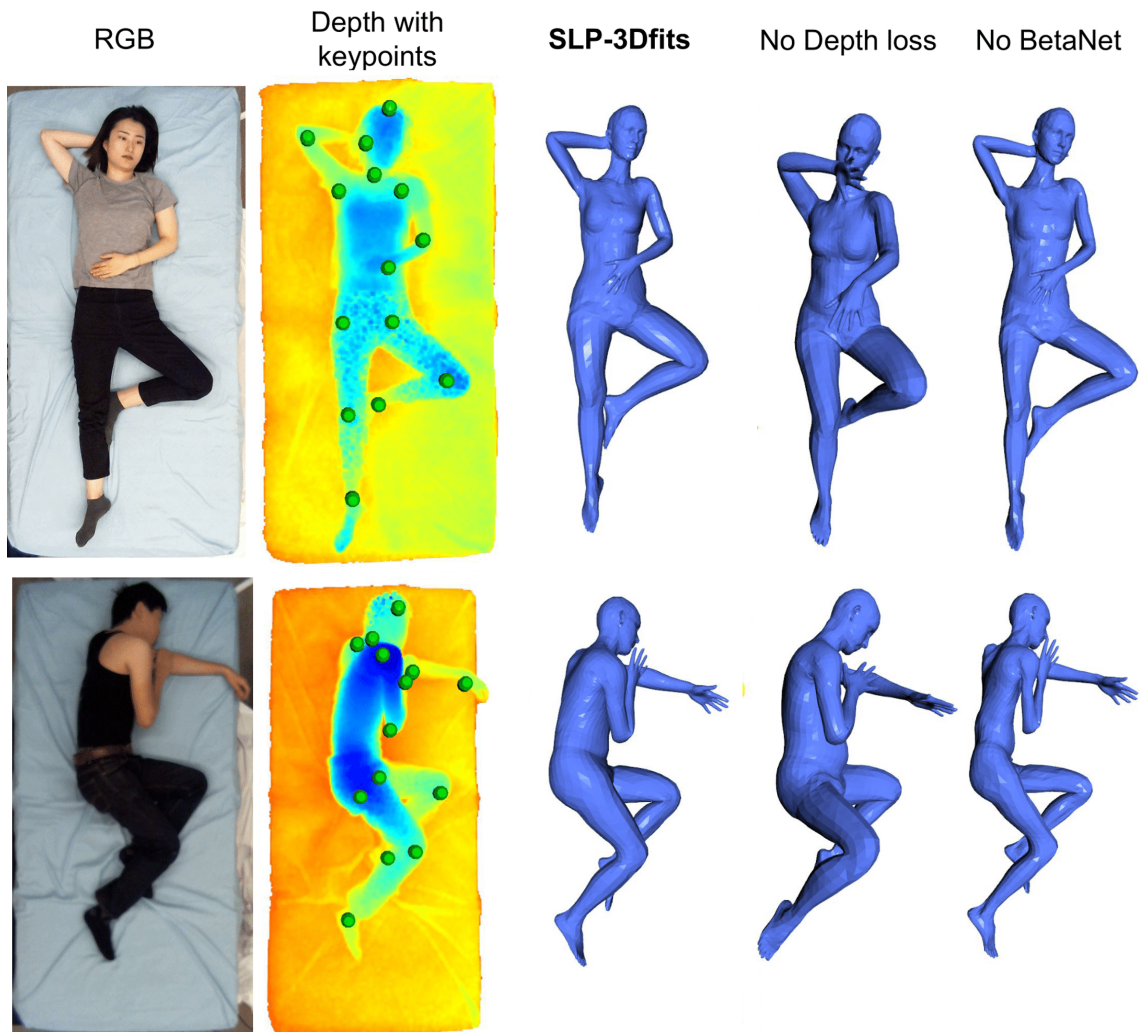 RGB
Depth with
keypoints
SLP-3Dfits
No Depth loss
No BetaNet